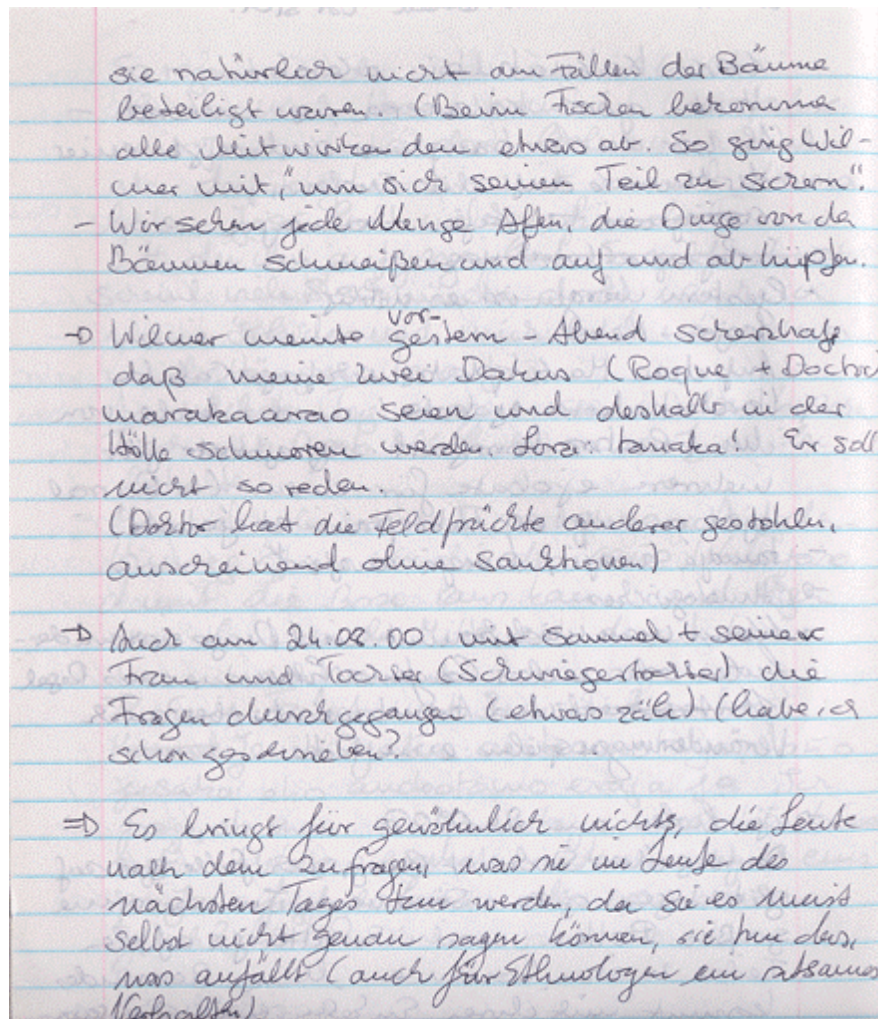 sie natürlich nicht am Fällen der Bäume
beteiligt waren. (Beim Fischen bekommen
alle Mitwirkenden etwas ab. So ging Wil-
mer mit, "um sich seinen Teil zu sichern".
- Wir sehen jede Menge Affen, die Dinge von den
Bäumen schmeißen und auf und ab hüpfen.
⇒ Wilmer meinte vorgestern - Abend scherzhaft
daß meine zwei Datus (Roque + Doctor)
seien und deshalb in der
Hölle schmoren werden. Er soll
nicht so reden.
(Doktor hat die Feldfrüchte anderer gestohlen,
anscheinend ohne Sanktionen)
⇒ Auch am 24.08.00 mit Samuel + seiner
Frau und Tochter (Schwiegertochter) die
Fragen durchgegangen (etwas zäh) (habe ich
schon geschrieben?
⇒ Es bringt für gewöhnlich nichts, die Leute
nach dem zu fragen, was sie im Laufe des
nächsten Tages tun werden, da sie es meist
selbst nicht genau sagen können, sie tun das,
was anfällt (auch für Ethnologen ein ratsames
Verhalten)